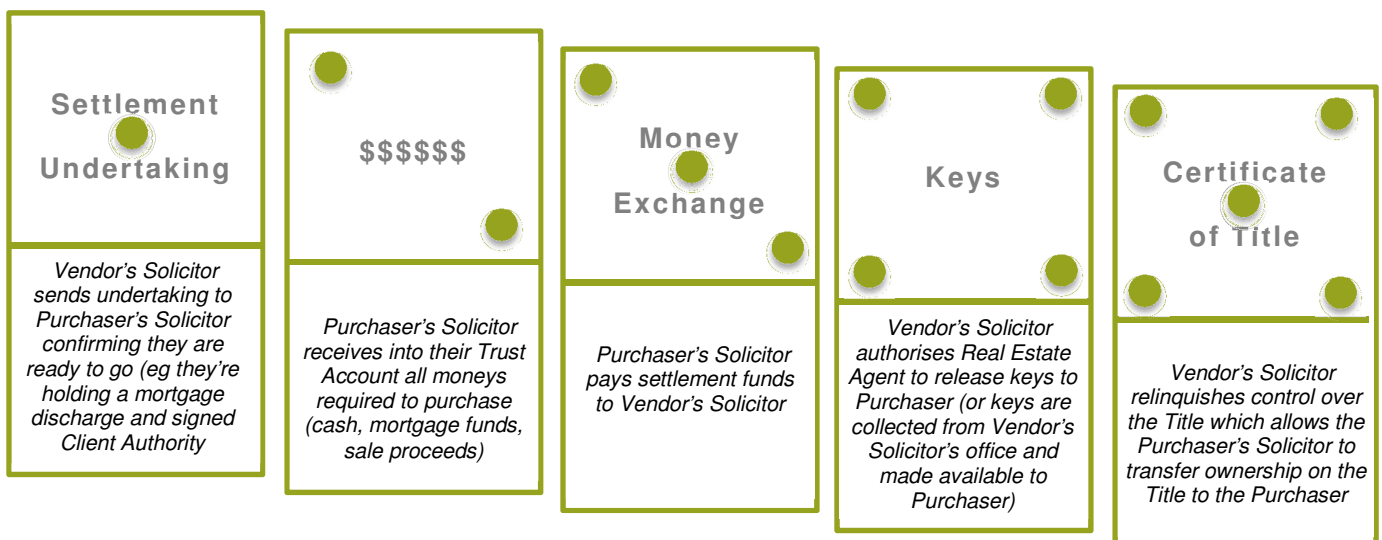 Settlement
Undertaking
Vendor's Solicitor
sends undertaking to
Purchaser's Solicitor
confirming they are
ready to go (eg they're
holding a mortgage
discharge and signed
Client Authority
$$$$$$
Purchaser's Solicitor
receives into their Trust
Account all moneys
required to purchase
(cash, mortgage funds,
sale proceeds)
Money
Exchange
Purchaser's Solicitor
pays settlement funds
to Vendor's Solicitor
Keys
Vendor's Solicitor
authorises Real Estate
Agent to release keys to
Purchaser (or keys are
collected from Vendor's
Solicitor's office and
made available to
Purchaser)
Certificate
of Title
Vendor's Solicitor
relinquishes control over
the Title which allows the
Purchaser's Solicitor to
transfer ownership on the
Title to the Purchaser